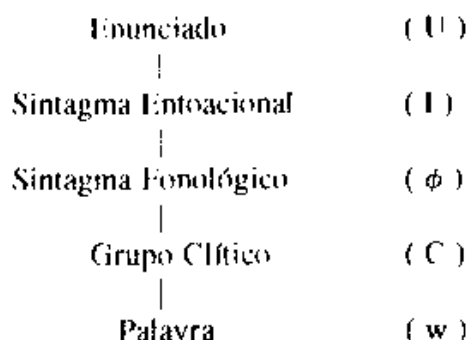 Enunciado ( U )
Sintagma Entoacional ( I )
Sintagma Fonológico ( ϕ )
Grupo Clítico ( C )
Palavra ( w )